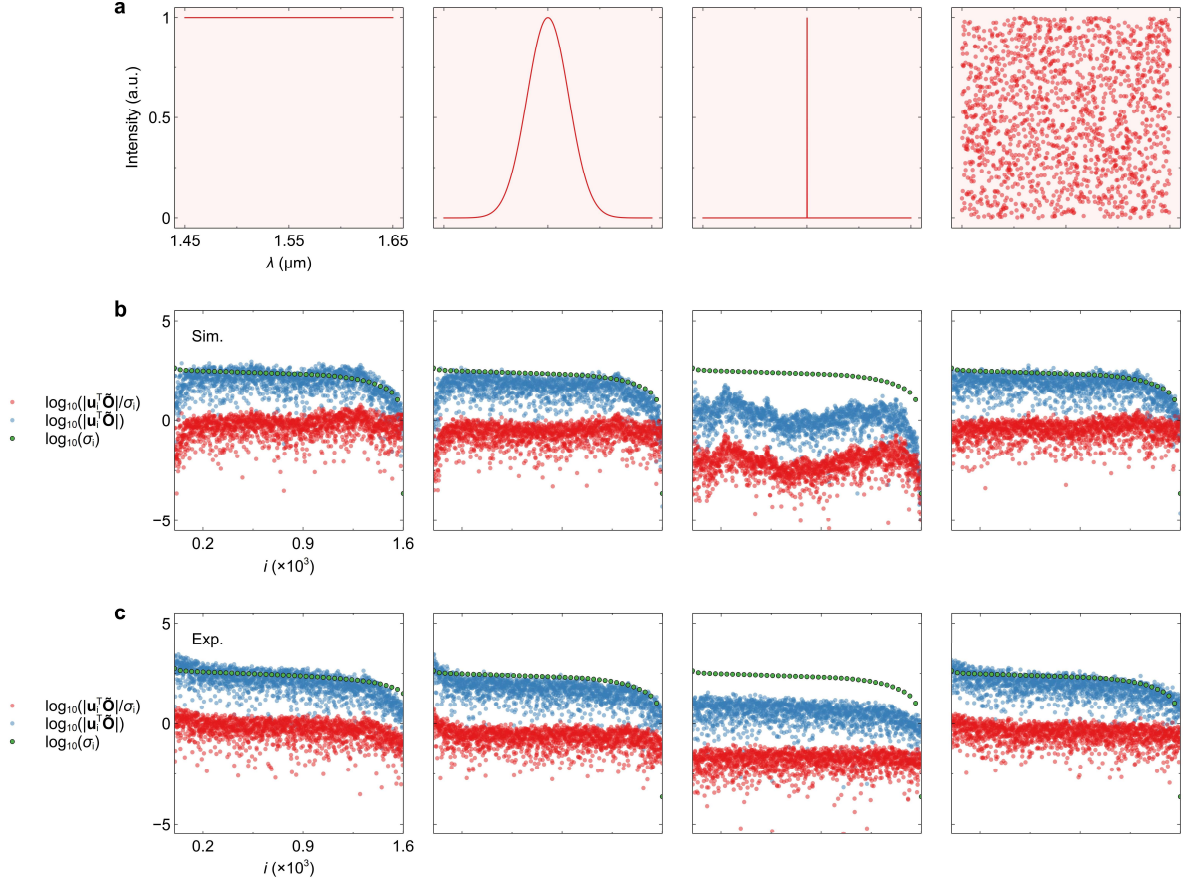 a
Intensity (a.u.)
1
0.5
0
1.45 1.55 1.65
λ (μm)
b
Sim.
5
0
−5
log₁₀(|uᵢᵀÕ|/σᵢ)
log₁₀(|uᵢᵀÕ|)
log₁₀(σᵢ)
0.2 0.9 1.6
i (×10³)
c
Exp.
5
0
−5
log₁₀(|uᵢᵀÕ|/σᵢ)
log₁₀(|uᵢᵀÕ|)
log₁₀(σᵢ)
0.2 0.9 1.6
i (×10³)